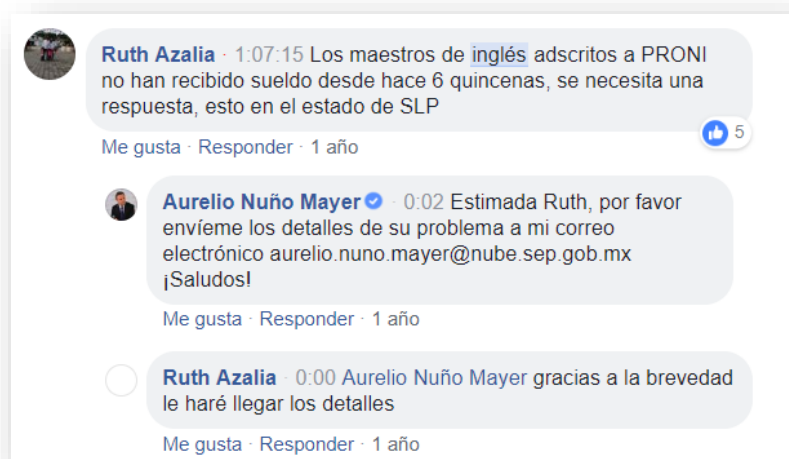 Ruth Azalia · 1:07:15 Los maestros de inglés adscritos a PRONI
no han recibido sueldo desde hace 6 quincenas, se necesita una
respuesta, esto en el estado de SLP
5
Me gusta · Responder · 1 año
Aurelio Nuño Mayer · 0:02 Estimada Ruth, por favor
envíeme los detalles de su problema a mi correo
electrónico aurelio.nuno.mayer@nube.sep.gob.mx
¡Saludos!
Me gusta · Responder · 1 año
Ruth Azalia · 0:00 Aurelio Nuño Mayer gracias a la brevedad
le haré llegar los detalles
Me gusta · Responder · 1 año